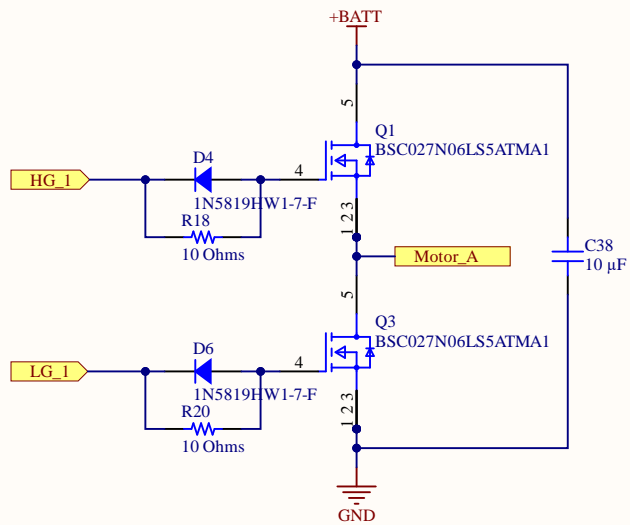 +BATT
5
Q1
BSC027N06LS5ATMA1
D4
4
HG_1
1N5819HW1-7-F
R18
10 Ohms
1 2 3
Motor_A
C38
10 µF
5
Q3
BSC027N06LS5ATMA1
D6
4
LG_1
1N5819HW1-7-F
R20
10 Ohms
1 2 3
GND